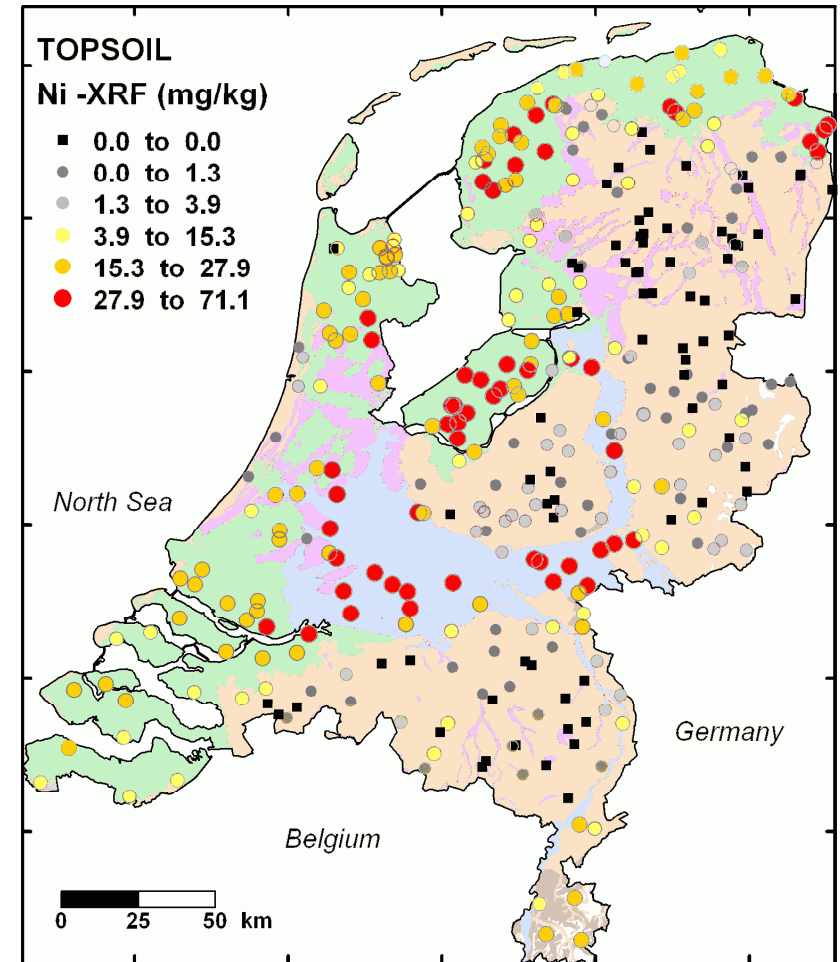 TOPSOIL
Ni -XRF (mg/kg)
0.0 to 0.0
0.0 to 1.3
1.3 to 3.9
3.9 to 15.3
15.3 to 27.9
27.9 to 71.1
North Sea
Germany
Belgium
0 25 50 km